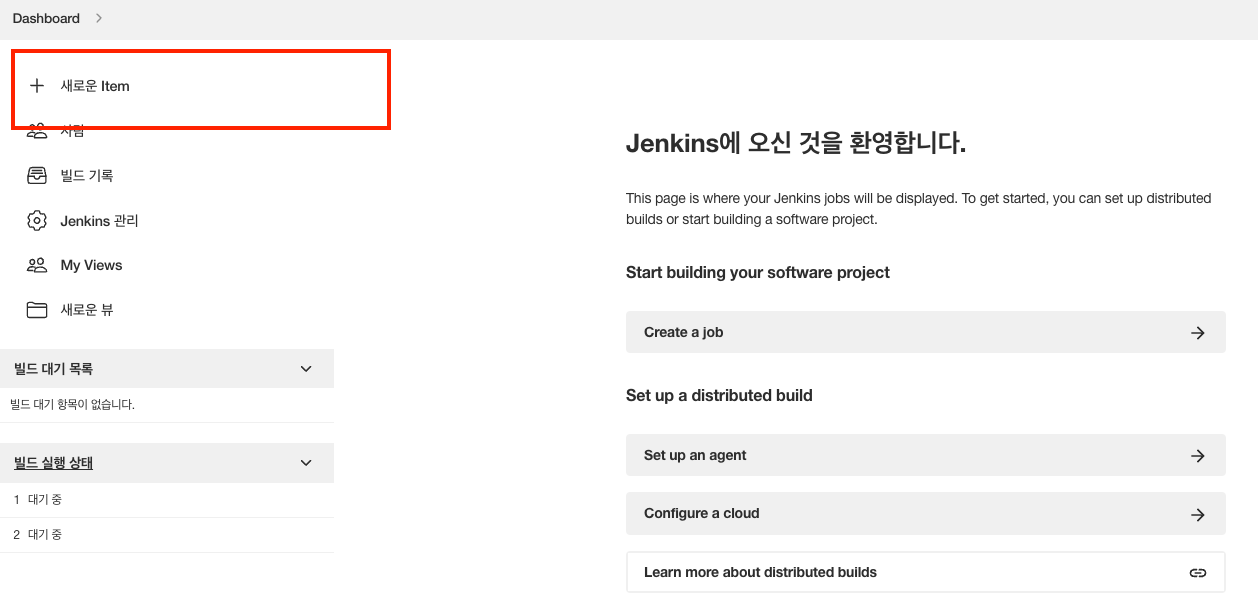 Dashboard
새로운 Item
사람
빌드 기록
Jenkins 관리
My Views
새로운 뷰
빌드 대기 목록
빌드 대기 항목이 없습니다.
빌드 실행 상태
1 대기 중
2 대기 중
Jenkins에 오신 것을 환영합니다.
This page is where your Jenkins jobs will be displayed. To get started, you can set up distributed
builds or start building a software project.
Start building your software project
Create a job
Set up a distributed build
Set up an agent
Configure a cloud
Learn more about distributed builds